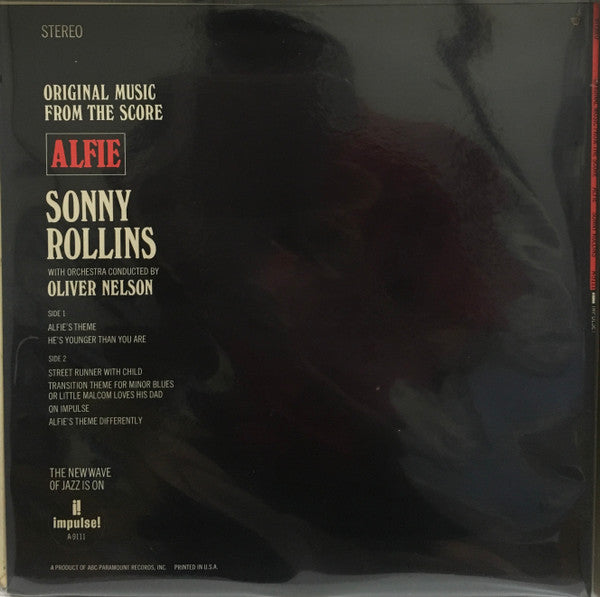 STEREO
ORIGINAL MUSIC
FROM THE SCORE
ALFIE
SONNY
ROLLINS
WITH ORCHESTRA CONDUCTED BY
OLIVER NELSON
SIDE 1
ALFIE'S THEME
HE'S YOUNGER THAN YOU ARE
SIDE 2
STREET RUNNER WITH CHILD
TRANSITION THEME FOR MINOR BLUES
OR LITTLE MALCOM LOVES HIS DAD
ON IMPULSE
ALFIE'S THEME DIFFERENTLY
THE NEW WAVE
OF JAZZ IS ON
i!
impulse!
A-9111
A PRODUCT OF ABC-PARAMOUNT RECORDS, INC. PRINTED IN U.S.A.